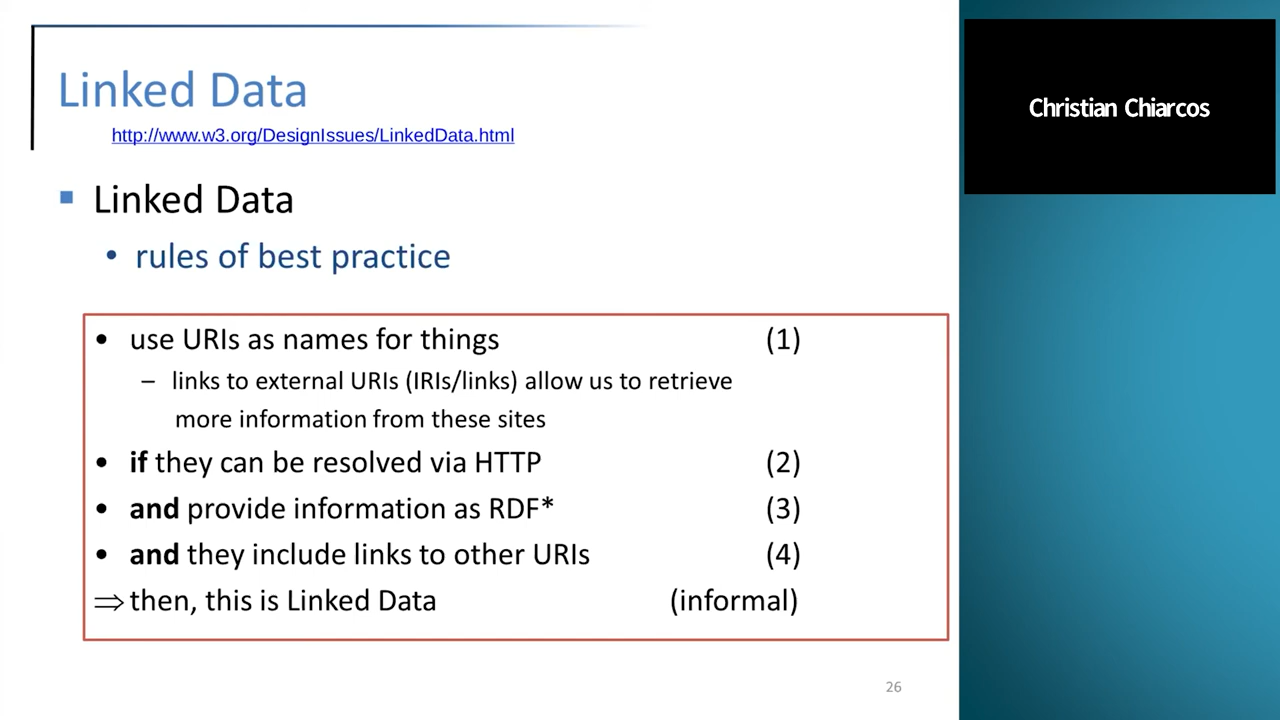 Linked Data
http://www.w3.org/DesignIssues/LinkedData.html
▪ Linked Data
• rules of best practice
• use URIs as names for things (1)
– links to external URIs (IRIs/links) allow us to retrieve
more information from these sites
• if they can be resolved via HTTP (2)
• and provide information as RDF* (3)
• and they include links to other URIs (4)
⇒ then, this is Linked Data (informal)
26
Christian Chiarcos